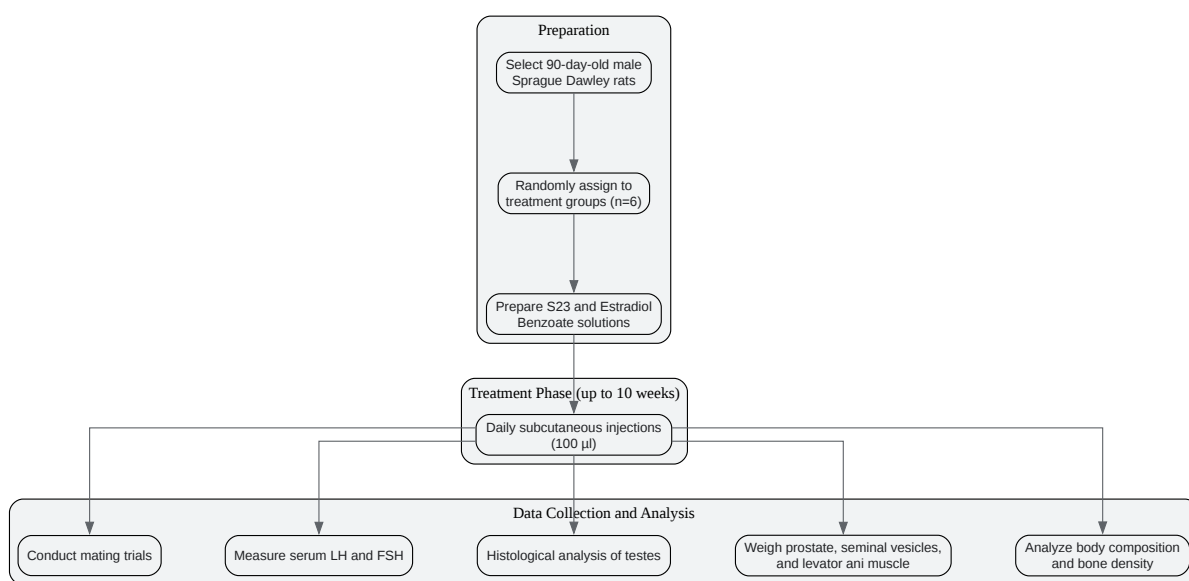 Preparation
Select 90-day-old male
Sprague Dawley rats
Randomly assign to
treatment groups (n=6)
Prepare S23 and Estradiol
Benzoate solutions
Treatment Phase (up to 10 weeks)
Daily subcutaneous injections
(100 µl)
Data Collection and Analysis
Conduct mating trials
Measure serum LH and FSH
Histological analysis of testes
Weigh prostate, seminal vesicles,
and levator ani muscle
Analyze body composition
and bone density